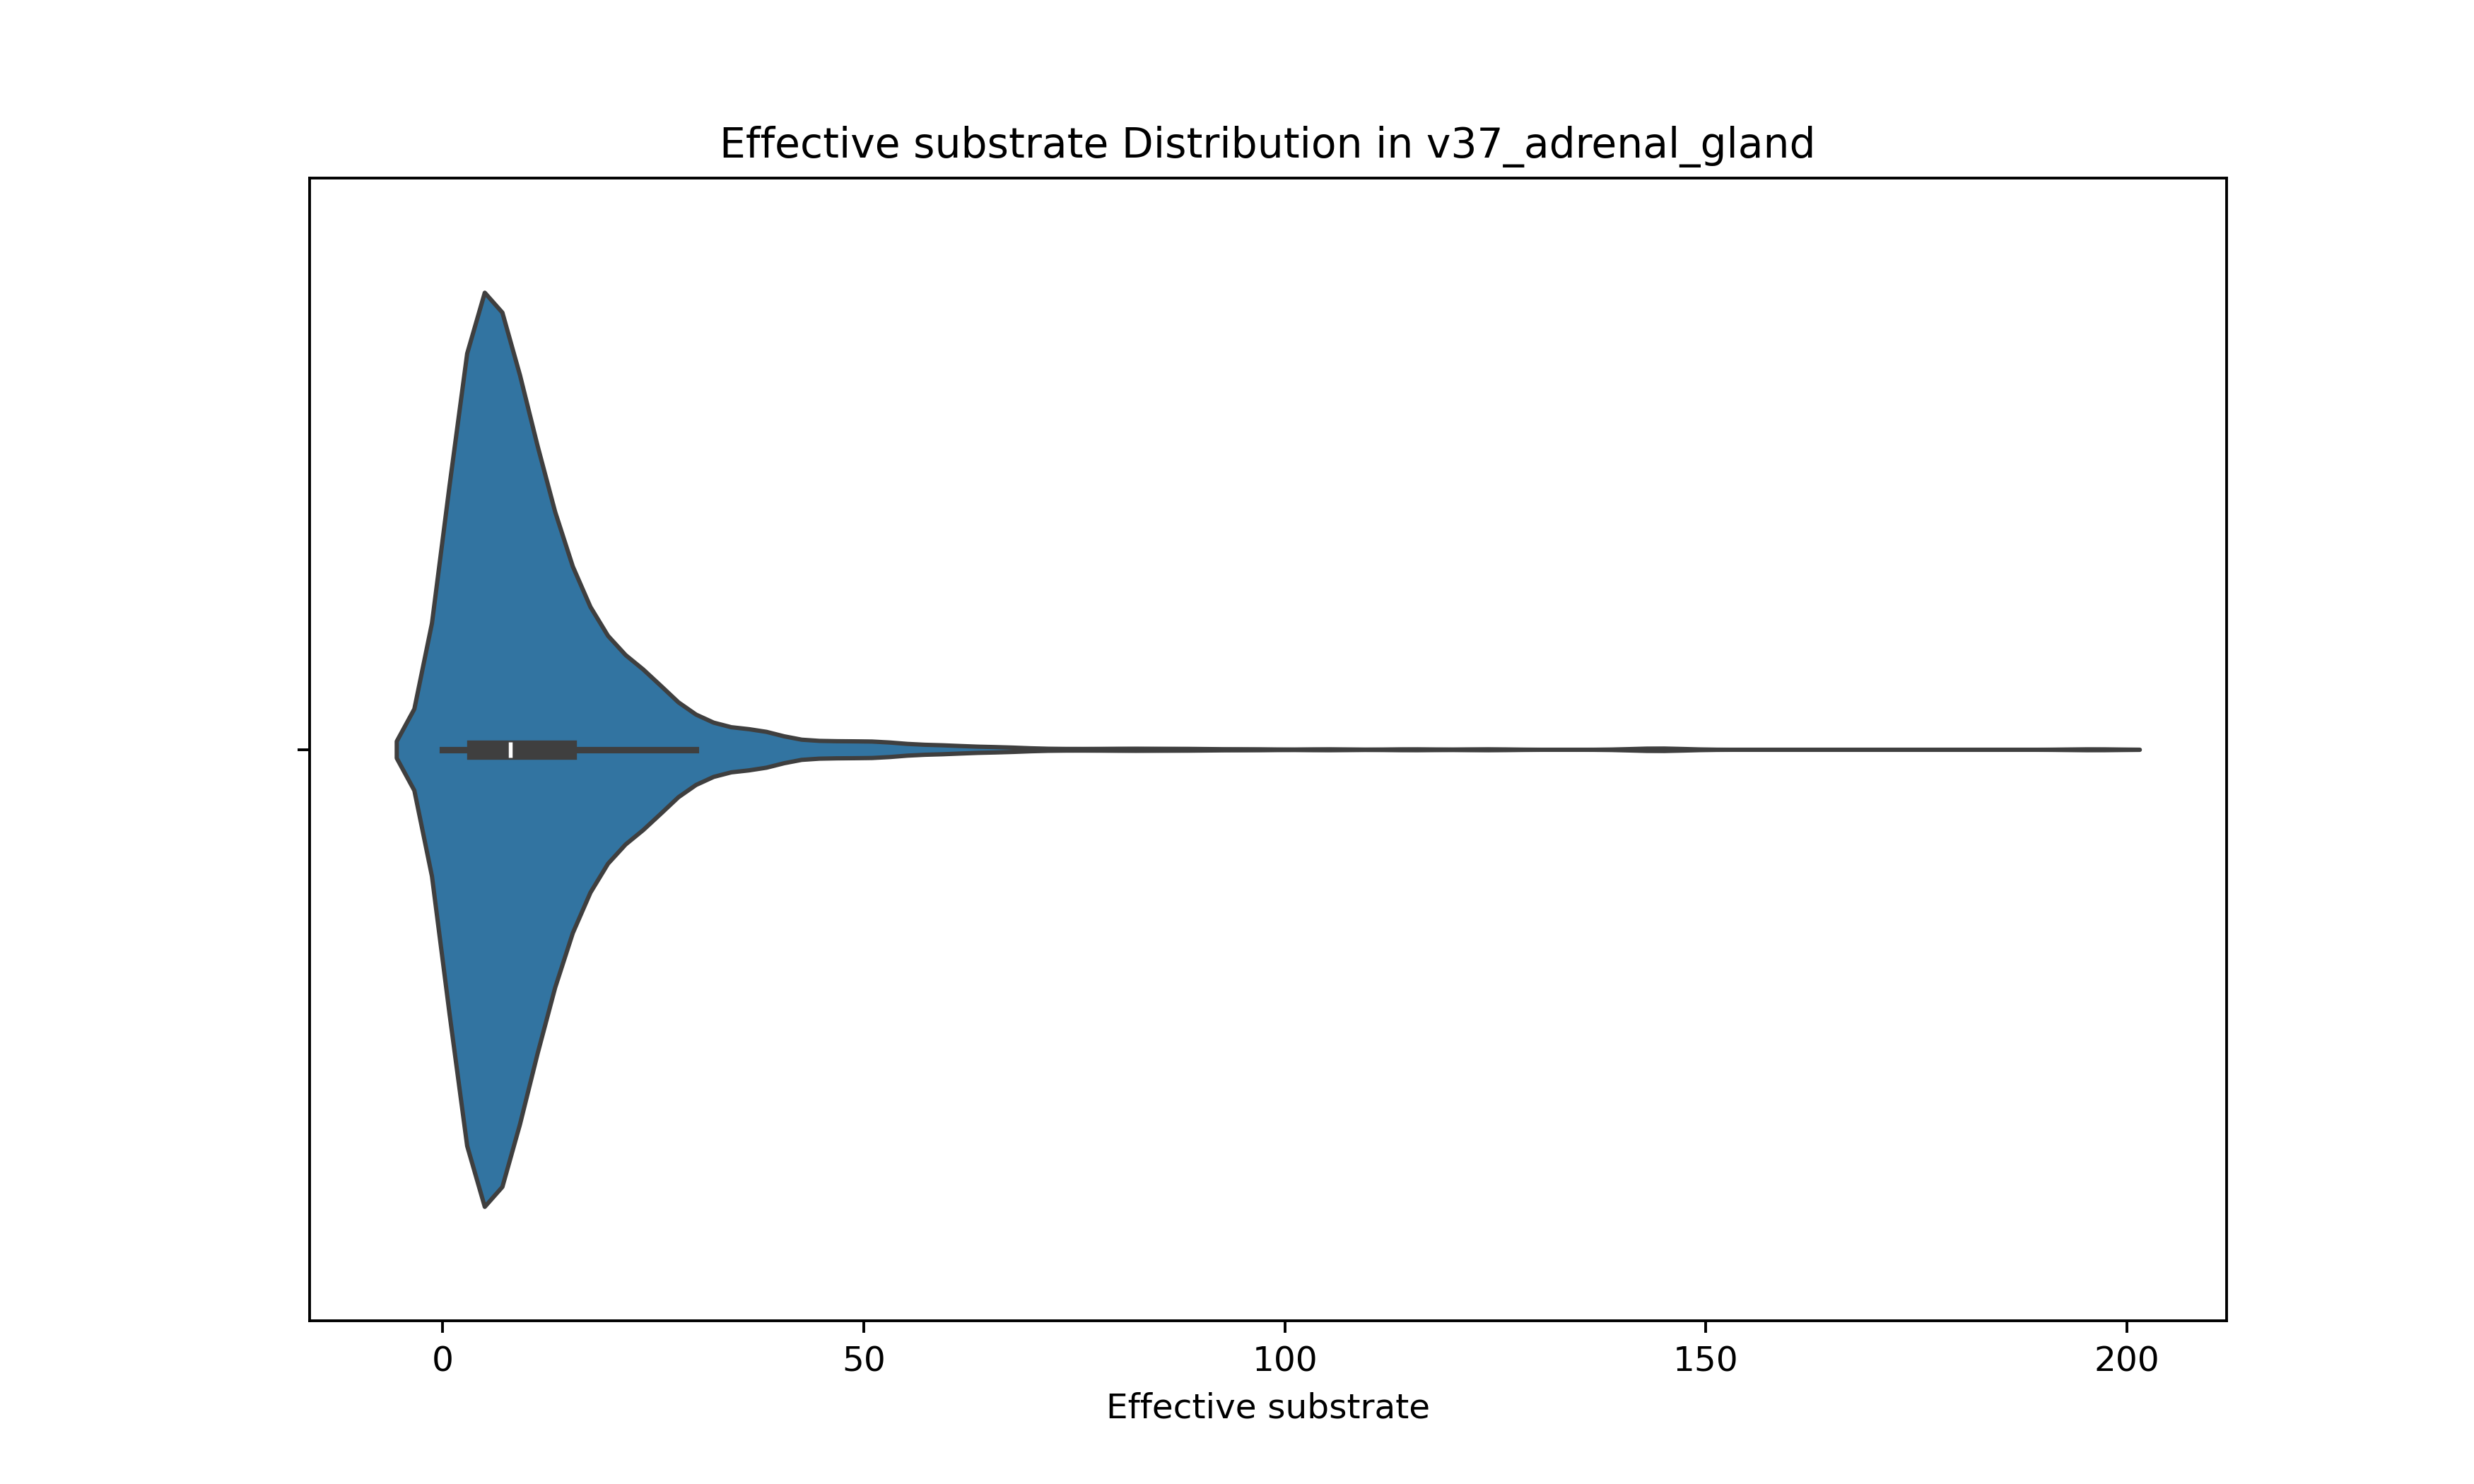 Effective substrate Distribution in v37_adrenal_gland
0 50 100 150 200
Effective substrate